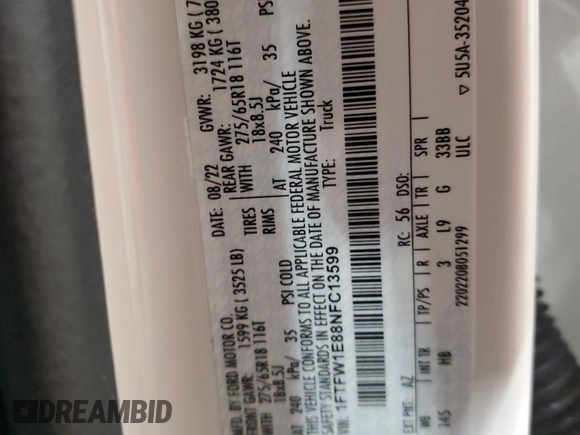 MFD. BY FORD MOTOR CO.
DATE: 08/22 GVWR: 3198 KG
FRONT GAWR: 1599 KG ( 3525 LB)
REAR GAWR: 1724 KG ( 380
275/65R18 116T TIRES WITH 275/65R18 116T
18x8.5J RIMS 18x8.5J
AT 240 kPa/ 35 PSI COLD AT 240 kPa/ 35 PSI
THIS VEHICLE CONFORMS TO ALL APPLICABLE FEDERAL MOTOR VEHICLE
SAFETY STANDARDS IN EFFECT ON THE DATE OF MANUFACTURE SHOWN ABOVE.
VIN: 1FTFW1E88NFC13599
TYPE: Truck
EXT PNT: AZ RC: 56 DSO:
WB INT TR TP/PS R AXLE TR SPR
145 HB 3 L9 G 33BB
2202208051299 ULC
▽ 5U5A-35204
DREAMBID